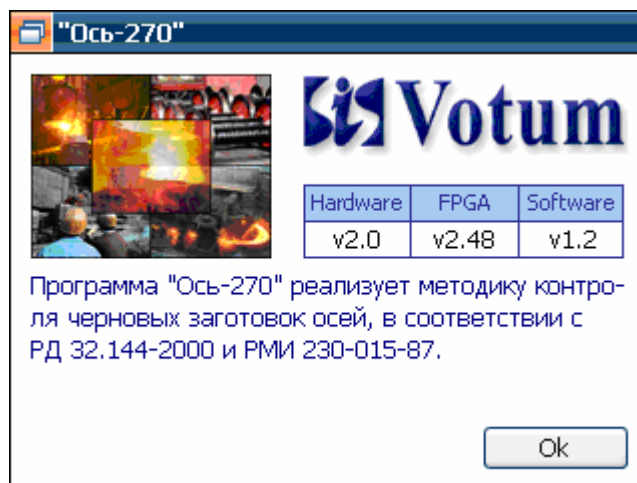 "Ось-270"
Sis Votum
Hardware FPGA Software
v2.0 v2.48 v1.2
Программа "Ось-270" реализует методику контро-
ля черновых заготовок осей, в соответствии с
РД 32.144-2000 и РМИ 230-015-87.
Ok